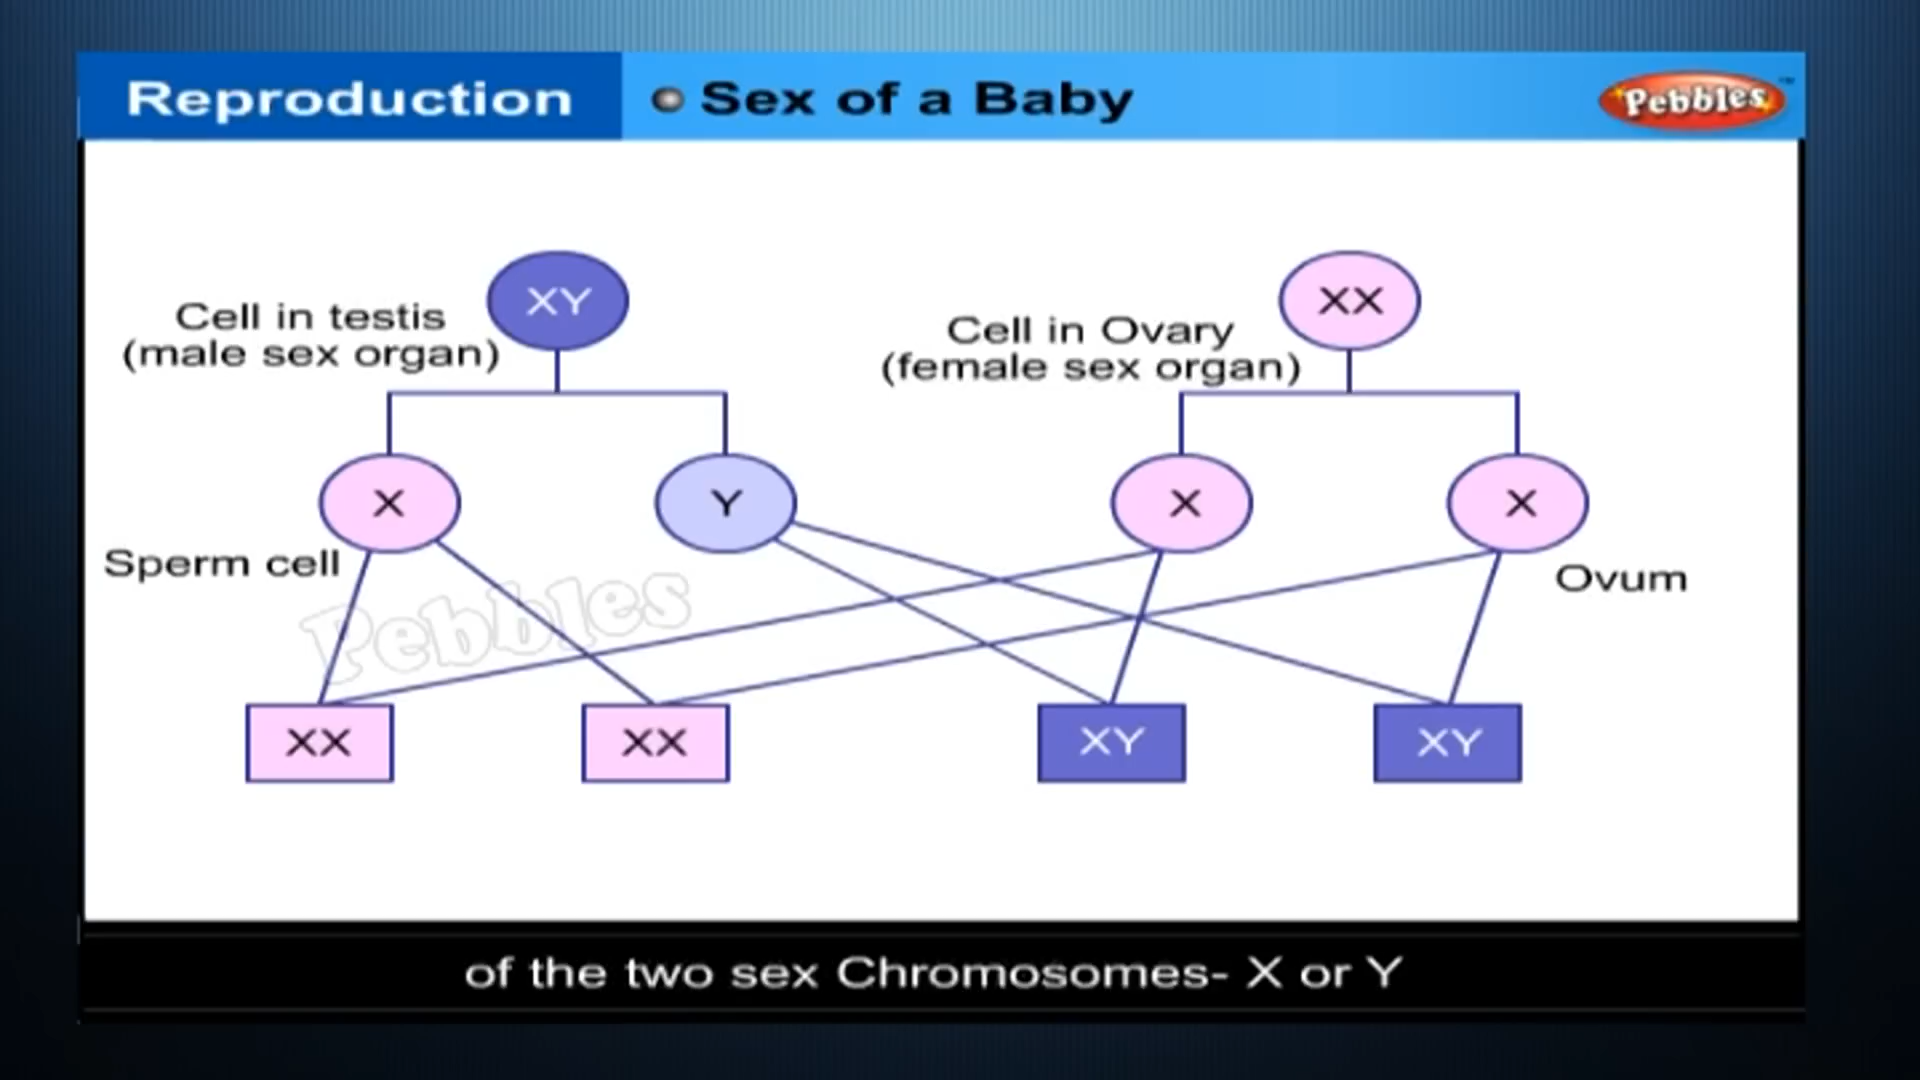 Reproduction
Sex of a Baby
Pebbles™
XY
Cell in testis
(male sex organ)
XX
Cell in Ovary
(female sex organ)
X
Y
X
X
Sperm cell
Ovum
Pebbles
XX
XX
XY
XY
of the two sex Chromosomes- X or Y